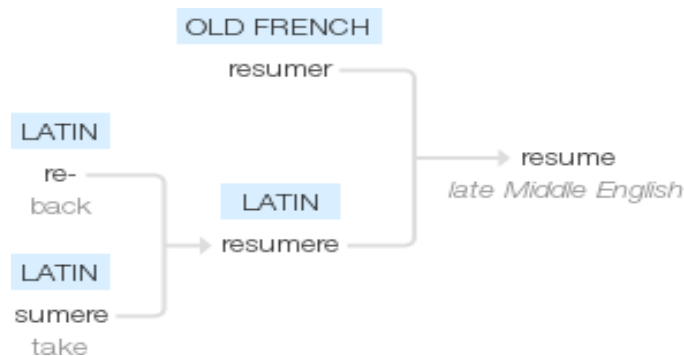 OLD FRENCH
resumer
LATIN
re-
back
LATIN
resumere
LATIN
sumere
take
resume
late Middle English